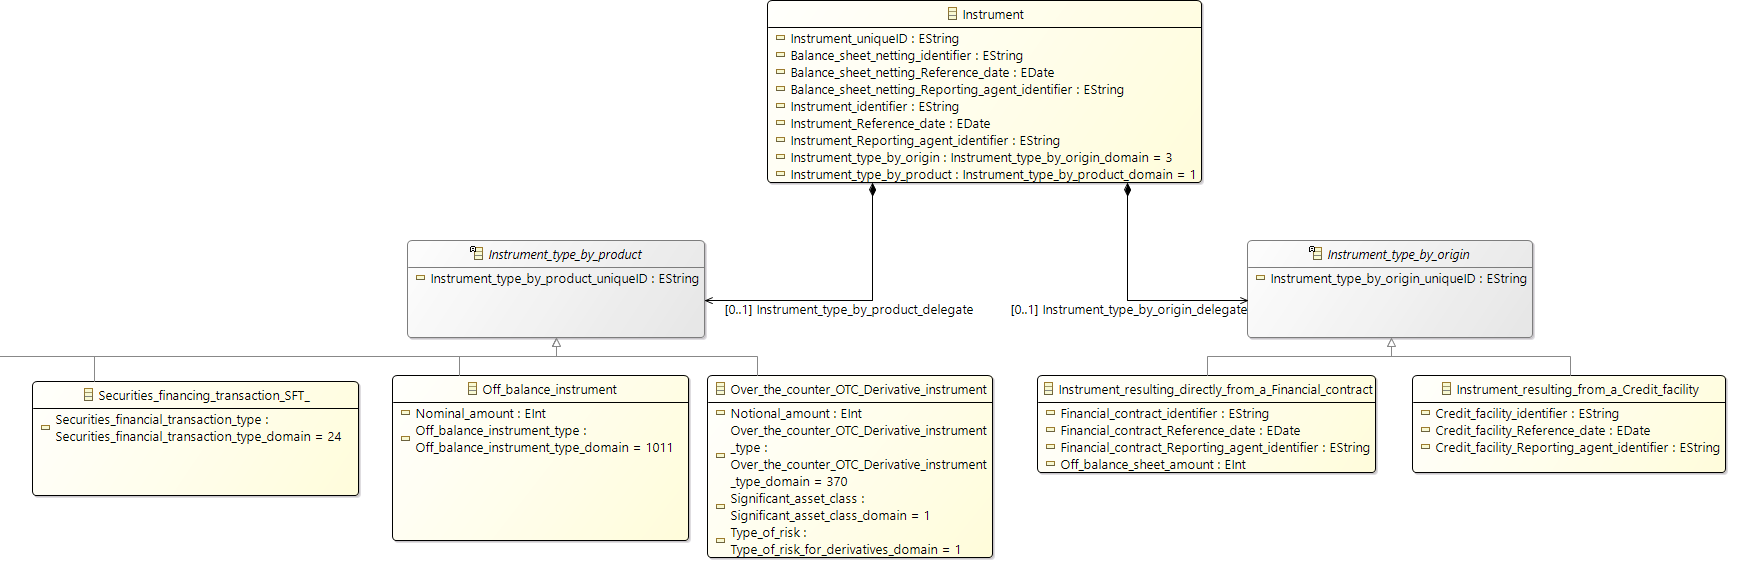 Instrument
Instrument_uniqueID : EString
Balance_sheet_netting_identifier : EString
Balance_sheet_netting_Reference_date : EDate
Balance_sheet_netting_Reporting_agent_identifier : EString
Instrument_identifier : EString
Instrument_Reference_date : EDate
Instrument_Reporting_agent_identifier : EString
Instrument_type_by_origin : Instrument_type_by_origin_domain = 3
Instrument_type_by_product : Instrument_type_by_product_domain = 1
Instrument_type_by_product
Instrument_type_by_product_uniqueID : EString
[0..1] Instrument_type_by_product_delegate
[0..1] Instrument_type_by_origin_delegate
Instrument_type_by_origin
Instrument_type_by_origin_uniqueID : EString
Securities_financing_transaction_SFT_
Securities_financial_transaction_type :
Securities_financial_transaction_type_domain = 24
Off_balance_instrument
Nominal_amount : EInt
Off_balance_instrument_type :
Off_balance_instrument_type_domain = 1011
Over_the_counter_OTC_Derivative_instrument
Notional_amount : EInt
Over_the_counter_OTC_Derivative_instrument
_type :
Over_the_counter_OTC_Derivative_instrument
_type_domain = 370
Significant_asset_class :
Significant_asset_class_domain = 1
Type_of_risk :
Type_of_risk_for_derivatives_domain = 1
Instrument_resulting_directly_from_a_Financial_contract
Financial_contract_identifier : EString
Financial_contract_Reference_date : EDate
Financial_contract_Reporting_agent_identifier : EString
Off_balance_sheet_amount : EInt
Instrument_resulting_from_a_Credit_facility
Credit_facility_identifier : EString
Credit_facility_Reference_date : EDate
Credit_facility_Reporting_agent_identifier : EString